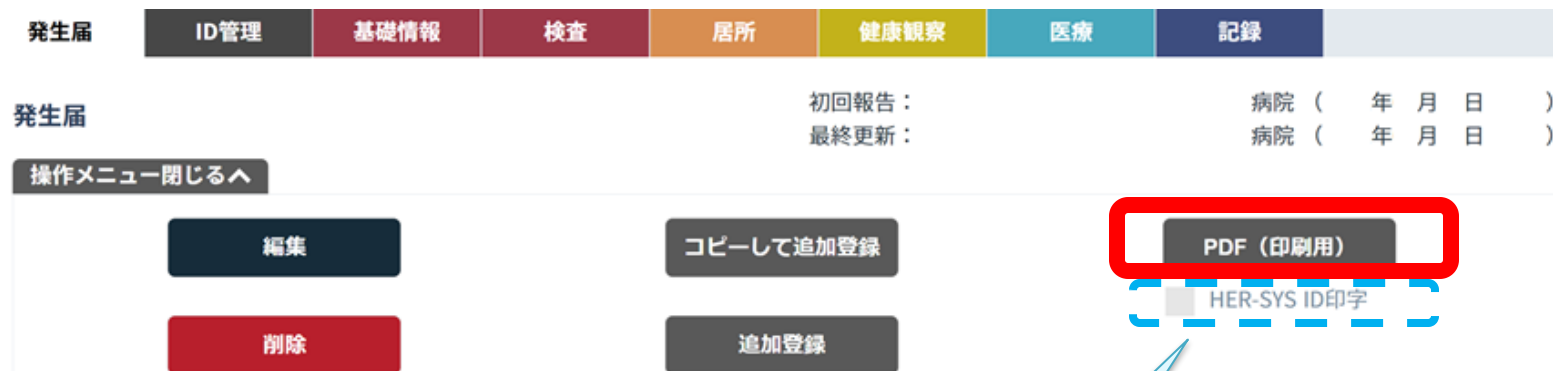 発生届 ID管理 基礎情報 検査 居所 健康観察 医療 記録
発生届
初回報告： 病院（ 年 月 日 ）
最終更新： 病院（ 年 月 日 ）
操作メニュー閉じるへ
編集 コピーして追加登録 PDF（印刷用）
HER-SYS ID印字
削除 追加登録